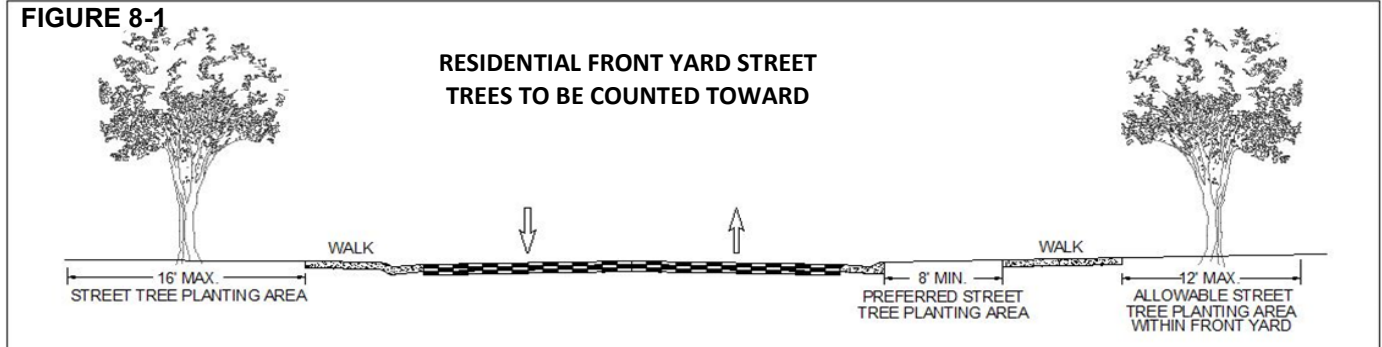 FIGURE 8-1
RESIDENTIAL FRONT YARD STREET
TREES TO BE COUNTED TOWARD
WALK
16' MAX.
STREET TREE PLANTING AREA
8' MIN.
PREFERRED STREET
TREE PLANTING AREA
WALK
12' MAX.
ALLOWABLE STREET
TREE PLANTING AREA
WITHIN FRONT YARD